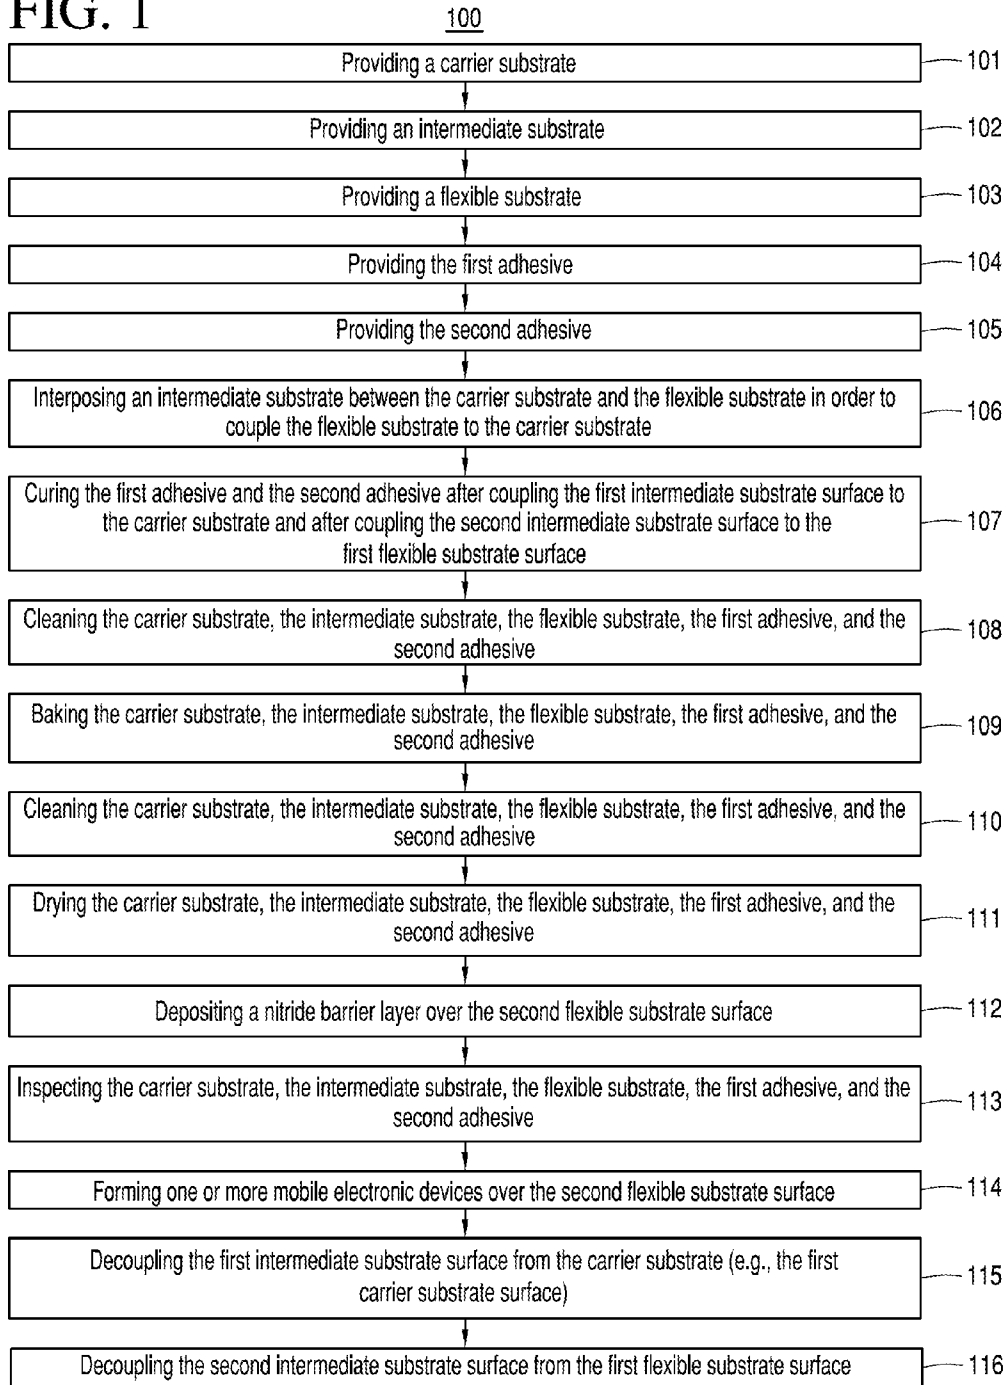 FIG. 1
100
Providing a carrier substrate
101
Providing an intermediate substrate
102
Providing a flexible substrate
103
Providing the first adhesive
104
Providing the second adhesive
105
Interposing an intermediate substrate between the carrier substrate and the flexible substrate in order to
couple the flexible substrate to the carrier substrate
106
Curing the first adhesive and the second adhesive after coupling the first intermediate substrate surface to
the carrier substrate and after coupling the second intermediate substrate surface to the
first flexible substrate surface
107
Cleaning the carrier substrate, the intermediate substrate, the flexible substrate, the first adhesive, and the
second adhesive
108
Baking the carrier substrate, the intermediate substrate, the flexible substrate, the first adhesive, and the
second adhesive
109
Cleaning the carrier substrate, the intermediate substrate, the flexible substrate, the first adhesive, and the
second adhesive
110
Drying the carrier substrate, the intermediate substrate, the flexible substrate, the first adhesive, and the
second adhesive
111
Depositing a nitride barrier layer over the second flexible substrate surface
112
Inspecting the carrier substrate, the intermediate substrate, the flexible substrate, the first adhesive, and the
second adhesive
113
Forming one or more mobile electronic devices over the second flexible substrate surface
114
Decoupling the first intermediate substrate surface from the carrier substrate (e.g., the first
carrier substrate surface)
115
Decoupling the second intermediate substrate surface from the first flexible substrate surface
116